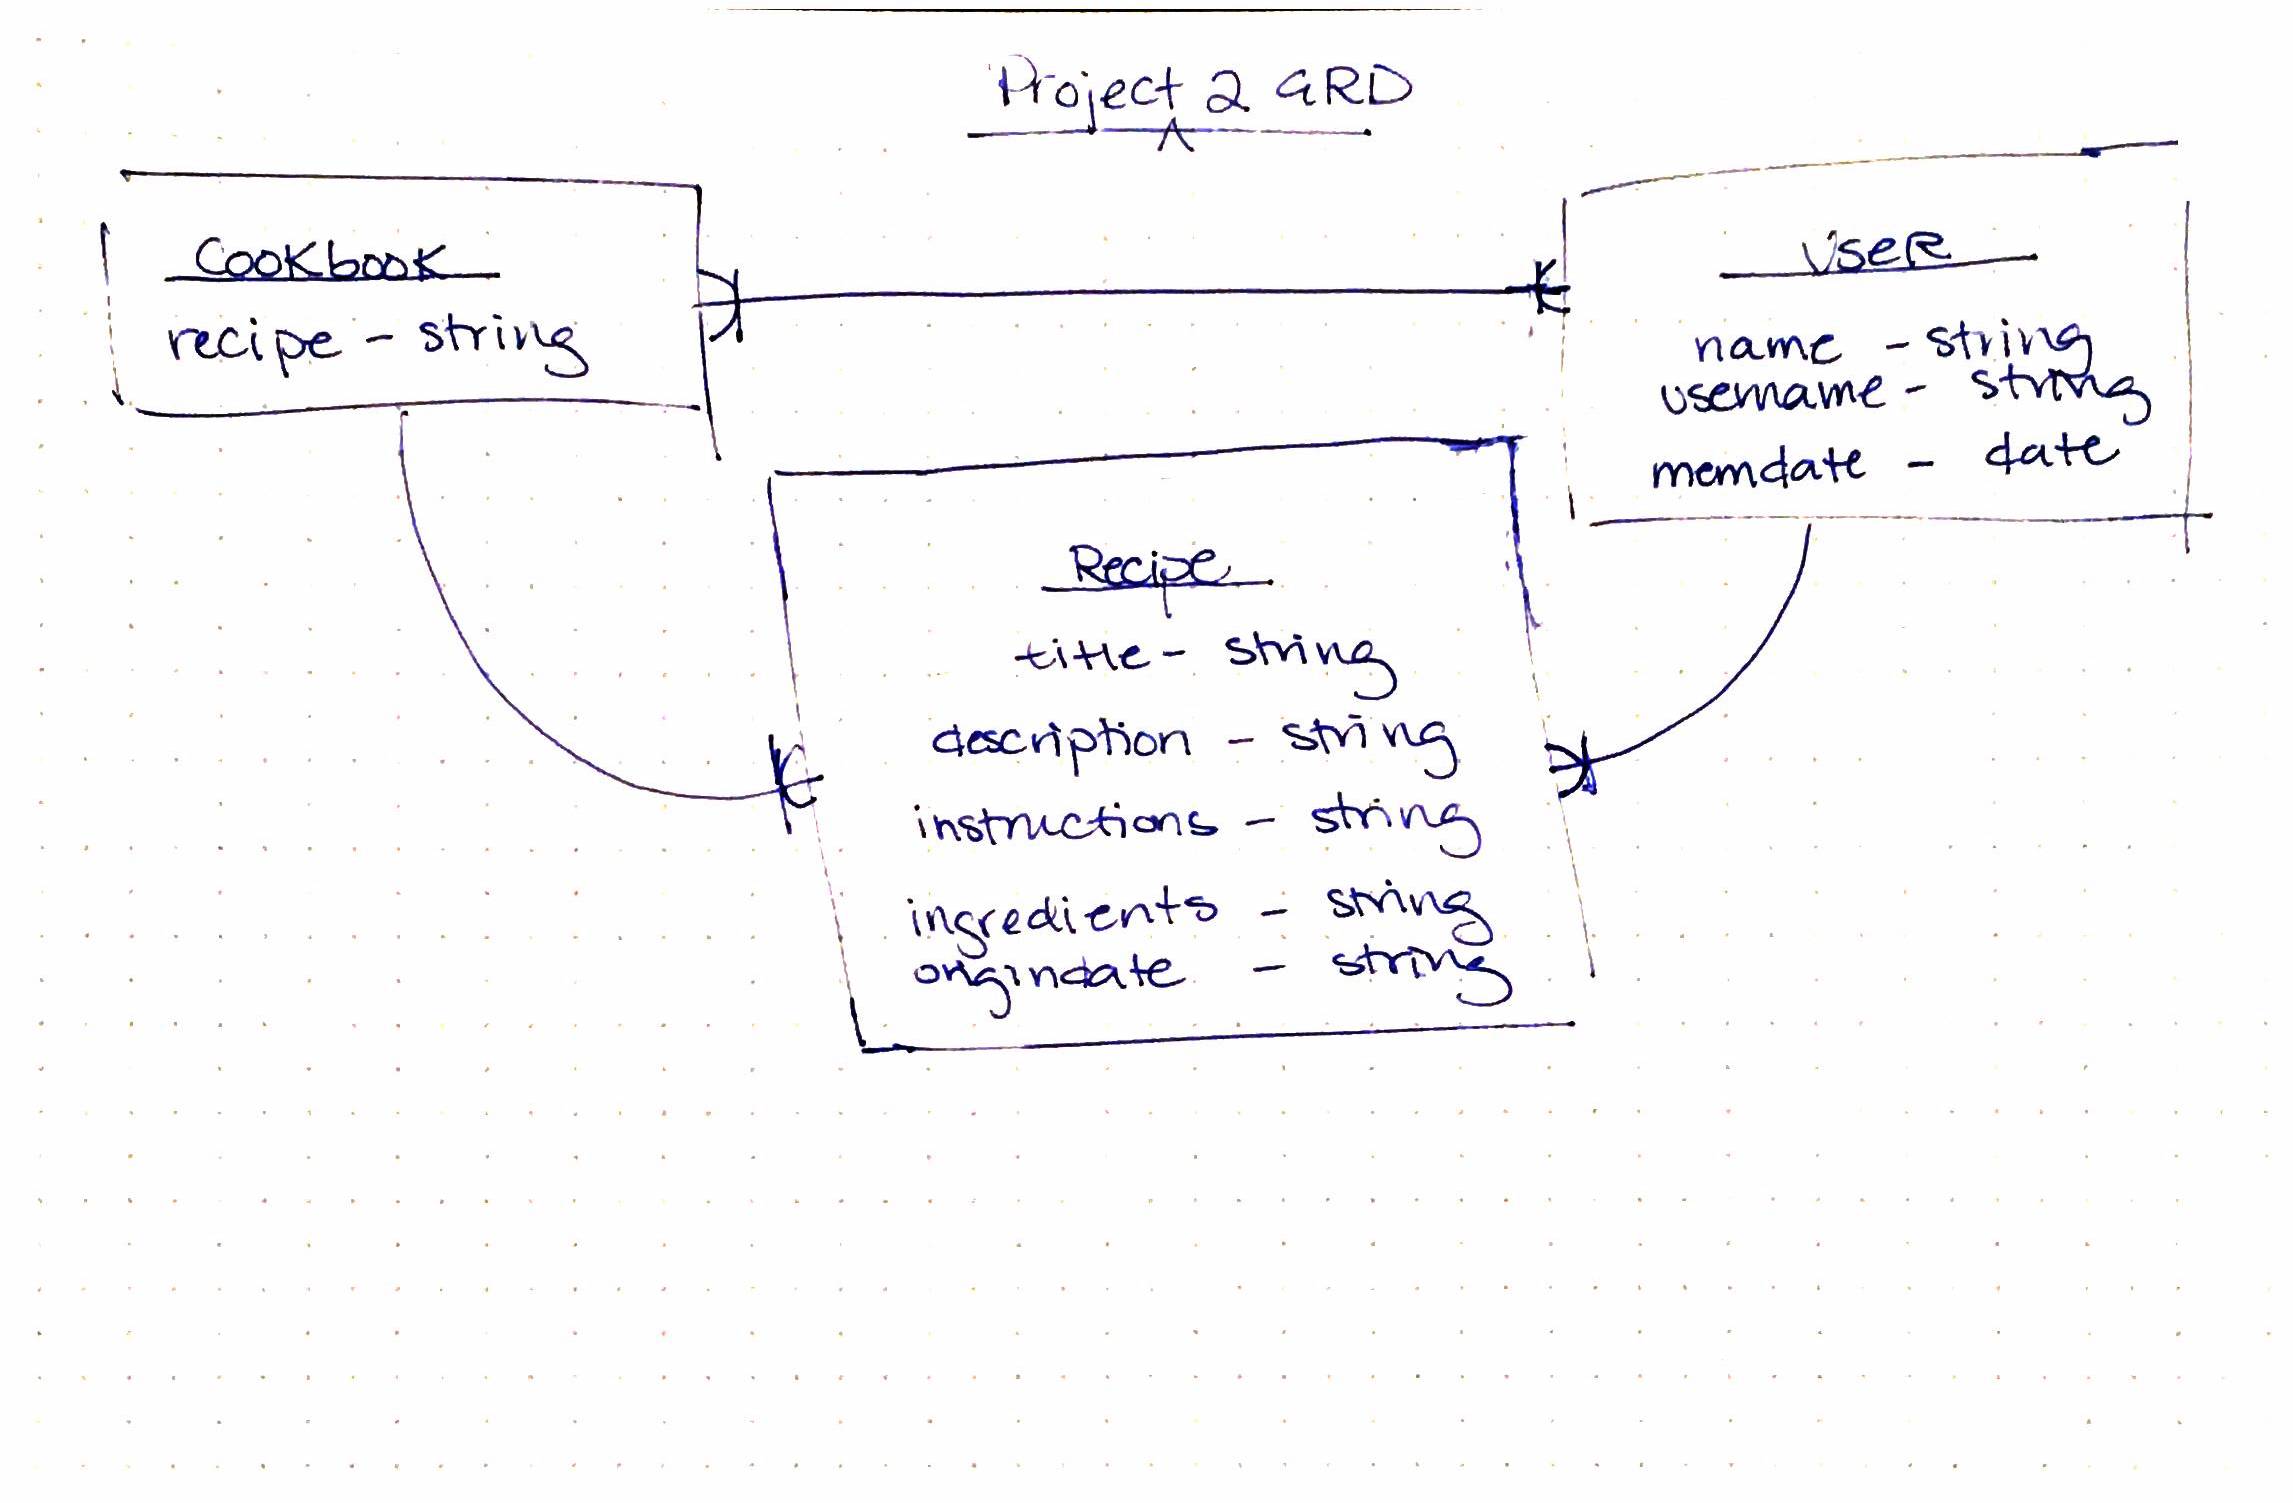 Project 2 ERD
Cookbook
recipe - string
User
name - string
username - string
memdate - date
Recipe
title - string
description - string
instructions - string
ingredients - string
origindate - string